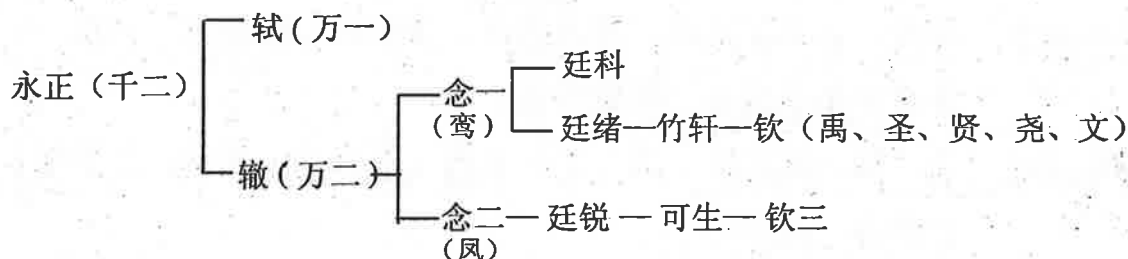 轼(万一)
廷科
永正（千二）
念一
(鸾)
廷绪—竹轩—钦（禹、圣、贤、尧、文）
辙(万二)
念二—廷锐—可生—钦三
(凤)